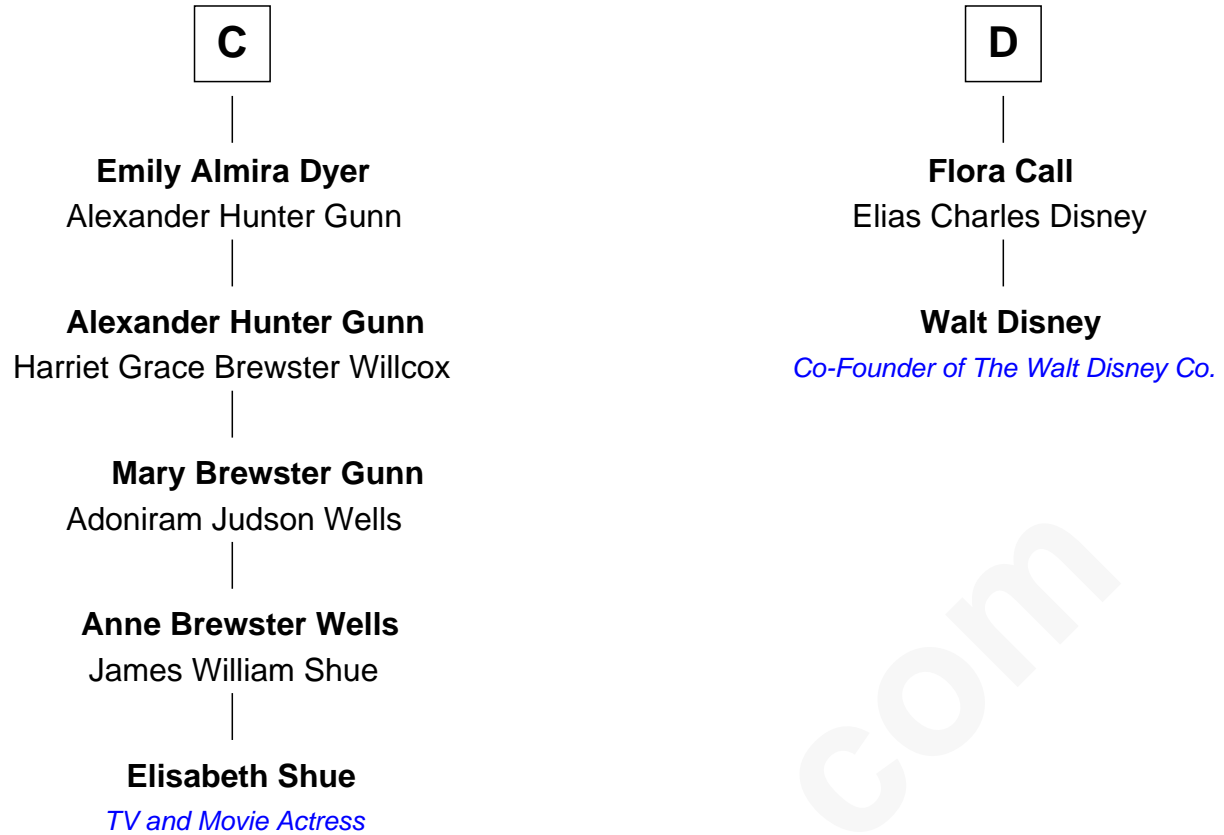 C
Emily Almira Dyer
Alexander Hunter Gunn
Alexander Hunter Gunn
Harriet Grace Brewster Willcox
Mary Brewster Gunn
Adoniram Judson Wells
Anne Brewster Wells
James William Shue
Elisabeth Shue
TV and Movie Actress
D
Flora Call
Elias Charles Disney
Walt Disney
Co-Founder of The Walt Disney Co.
com